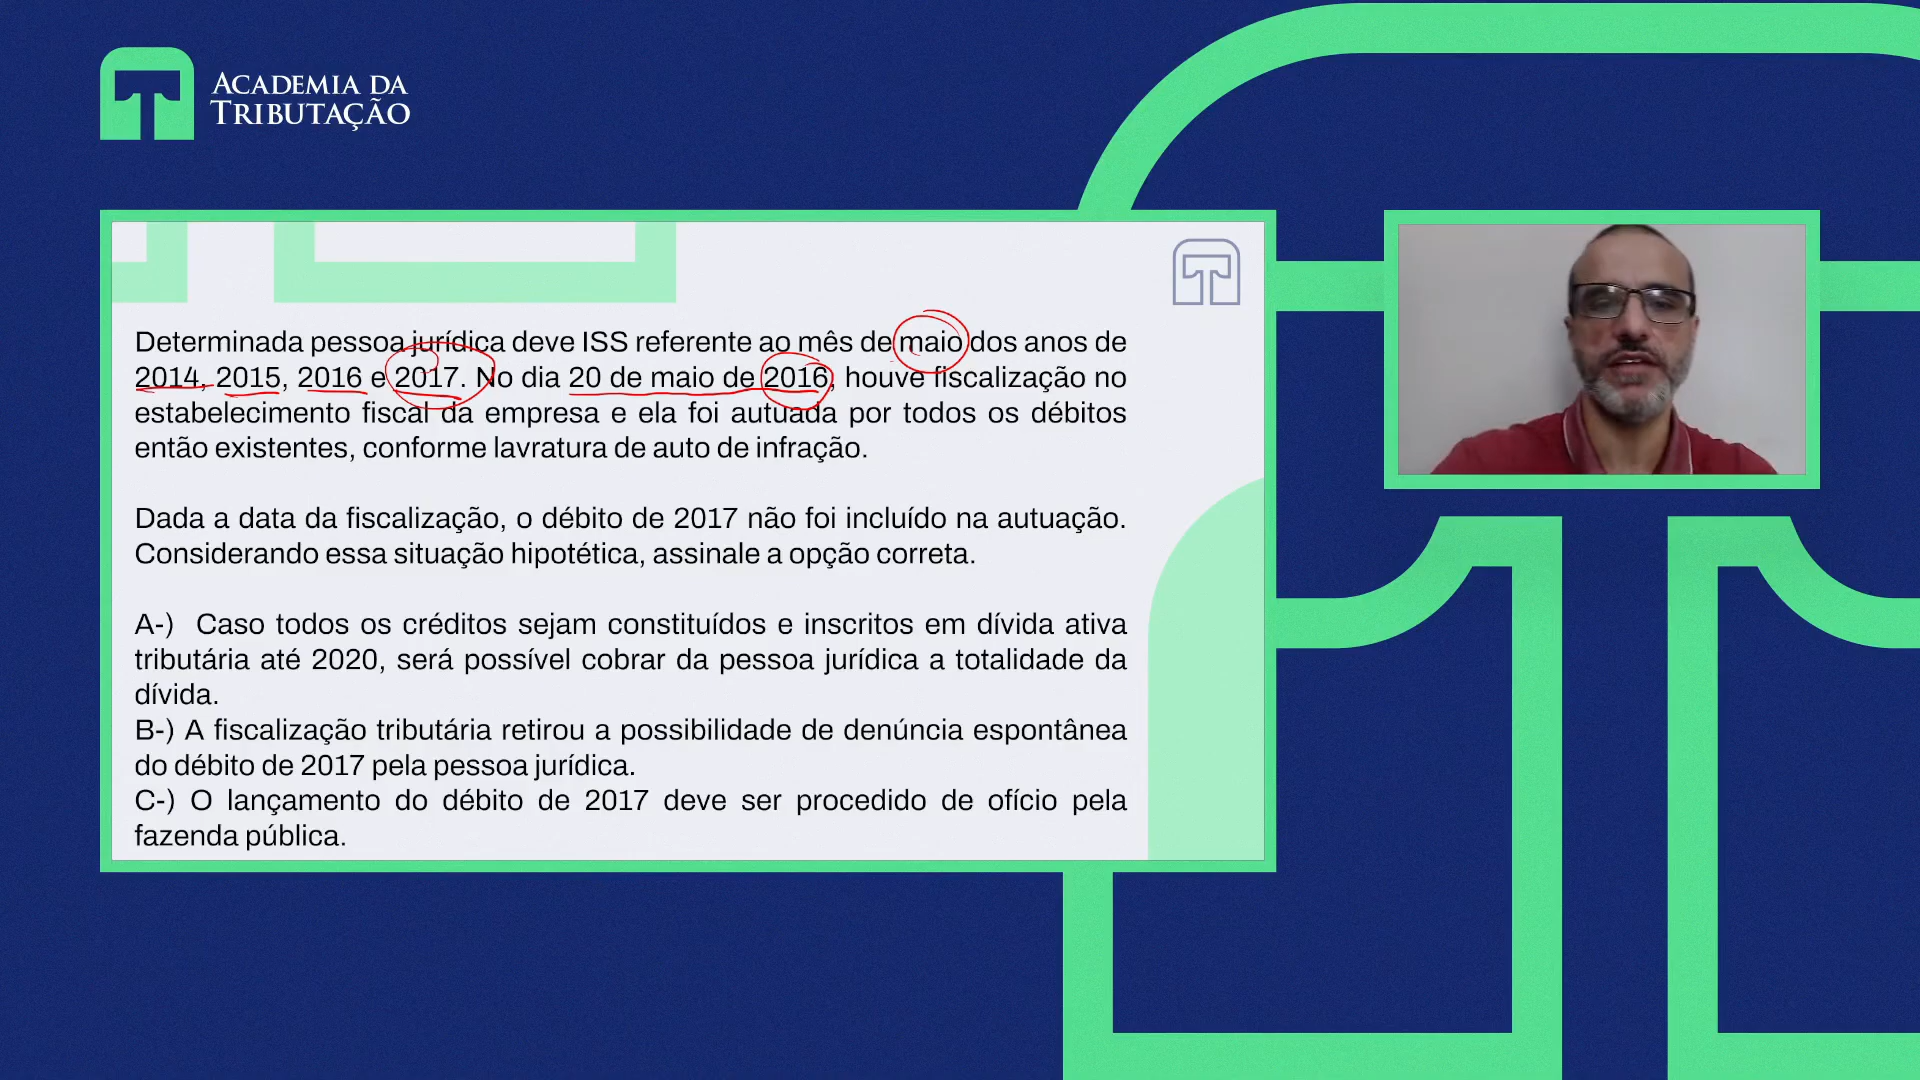 ACADEMIA DA
TRIBUTAÇÃO
Determinada pessoa jurídica deve ISS referente ao mês de maio dos anos de
2014, 2015, 2016 e 2017. No dia 20 de maio de 2016, houve fiscalização no
estabelecimento fiscal da empresa e ela foi autuada por todos os débitos
então existentes, conforme lavratura de auto de infração.
Dada a data da fiscalização, o débito de 2017 não foi incluído na autuação.
Considerando essa situação hipotética, assinale a opção correta.
A-) Caso todos os créditos sejam constituídos e inscritos em dívida ativa
tributária até 2020, será possível cobrar da pessoa jurídica a totalidade da
dívida.
B-) A fiscalização tributária retirou a possibilidade de denúncia espontânea
do débito de 2017 pela pessoa jurídica.
C-) O lançamento do débito de 2017 deve ser procedido de ofício pela
fazenda pública.